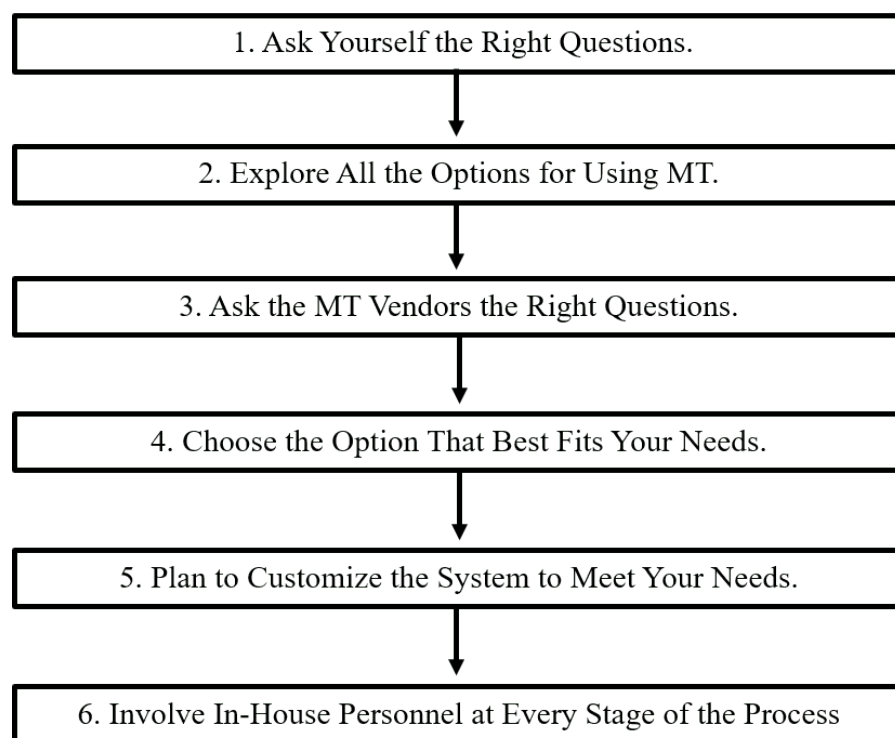 1. Ask Yourself the Right Questions.
2. Explore All the Options for Using MT.
3. Ask the MT Vendors the Right Questions.
4. Choose the Option That Best Fits Your Needs.
5. Plan to Customize the System to Meet Your Needs.
6. Involve In-House Personnel at Every Stage of the Process